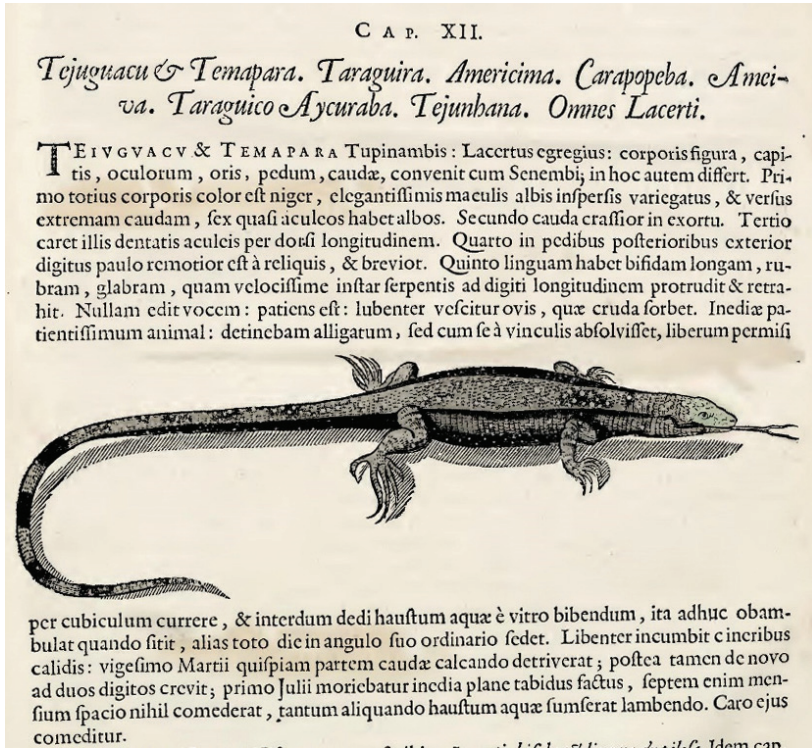 CAP. XII.
Tejuguacu & Temapara. Taraguira. Americima. Carapopeba. Amei-
va. Taraguico Aycuraba. Tejunhana. Omnes Lacerti.
TEIVGVACV & TEMAPARA Tupinambis: Lacertus egregius: corporis figura, capi-
tis, oculorum, oris, pedum, caudæ, convenit cum Senembi; in hoc autem differt. Pri-
mo totius corporis color eſt niger, elegantiſſimis maculis albis inſperſis variegatus, & verſus
extremam caudam, ſex quaſi aculeos habet albos. Secundo cauda craſſior in exortu. Tertio
caret illis dentatis aculeis per dorſi longitudinem. Quarto in pedibus poſterioribus exterior
digitus paulo remotior eſt à reliquis, & brevior. Quinto linguam habet bifidam longam, ru-
bram, glabram, quam velociſſime inſtar ſerpentis ad digiti longitudinem protrudit & retra-
hit. Nullam edit vocem: patiens eſt: lubenter veſcitur ovis, quæ cruda ſorbet. Inediæ pa-
tientiſſimum animal: detinebam alligatum, ſed cum ſe à vinculis abſolviſſet, liberum permiſi
per cubiculum currere, & interdum dedi hauſtum aquæ è vitro bibendum, ita adhuc obam-
bulat quando ſitit, alias toto die in angulo ſuo ordinario ſedet. Libenter incumbit cineribus
calidis: vigeſimo Martii quiſpiam partem caudæ calcando detriverat; poſtea tamen de novo
ad duos digitos crevit; primo Julii moriebatur inedia plane tabidus factus, ſeptem enim men-
ſium ſpacio nihil comederat, tantum aliquando hauſtum aquæ ſumſerat lambendo. Caro ejus
comeditur.
Idem cap.